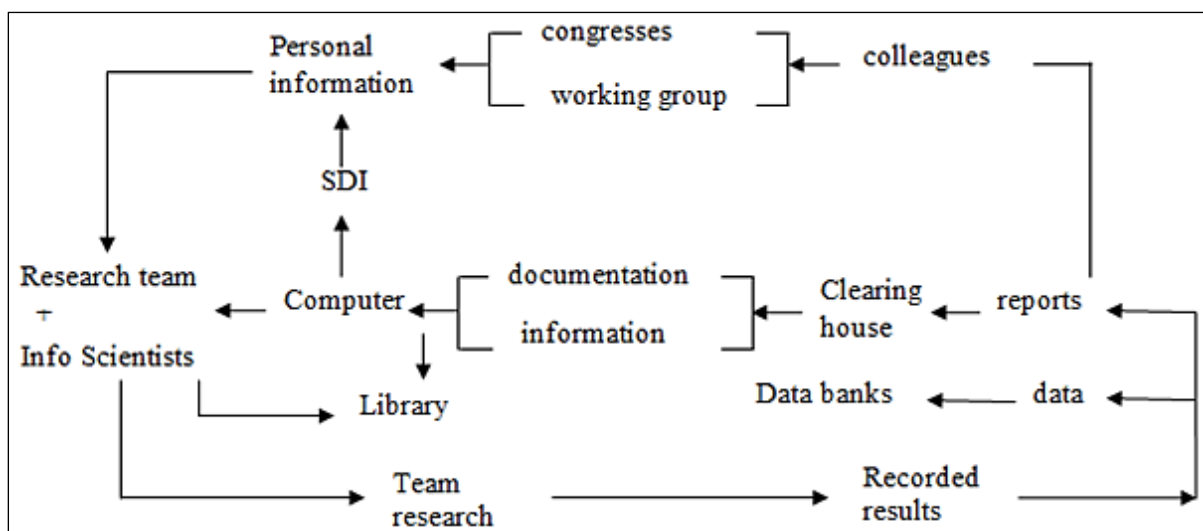 congresses
Personal
information
colleagues
working group
SDI
Research team
+
Info Scientists
Computer
documentation
information
Clearing
house
reports
Library
Data banks
data
Team
research
Recorded
results